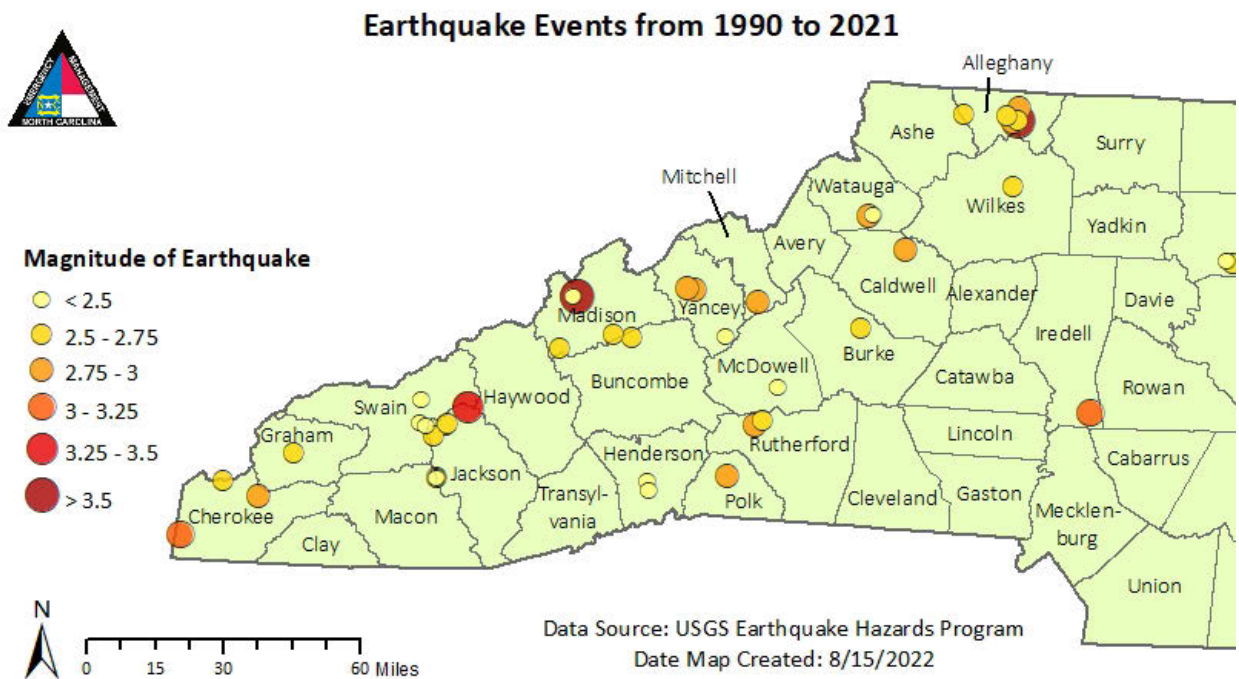 Earthquake Events from 1990 to 2021
EMERGENCY
MANAGEMENT
N C
NORTH CAROLINA
Alleghany
Ashe
Surry
Mitchell
Watauga
Wilkes
Yadkin
Avery
Magnitude of Earthquake
< 2.5
2.5 - 2.75
2.75 - 3
3 - 3.25
3.25 - 3.5
> 3.5
Caldwell
Alexander
Davie
Madison
Yancey
Iredell
Burke
McDowell
Buncombe
Catawba
Rowan
Haywood
Swain
Graham
Rutherford
Lincoln
Henderson
Cabarrus
Jackson
Transyl-
vania
Polk
Cleveland
Gaston
Cherokee
Macon
Mecklen-
burg
Clay
Union
N
0 15 30 60 Miles
Data Source: USGS Earthquake Hazards Program
Date Map Created: 8/15/2022